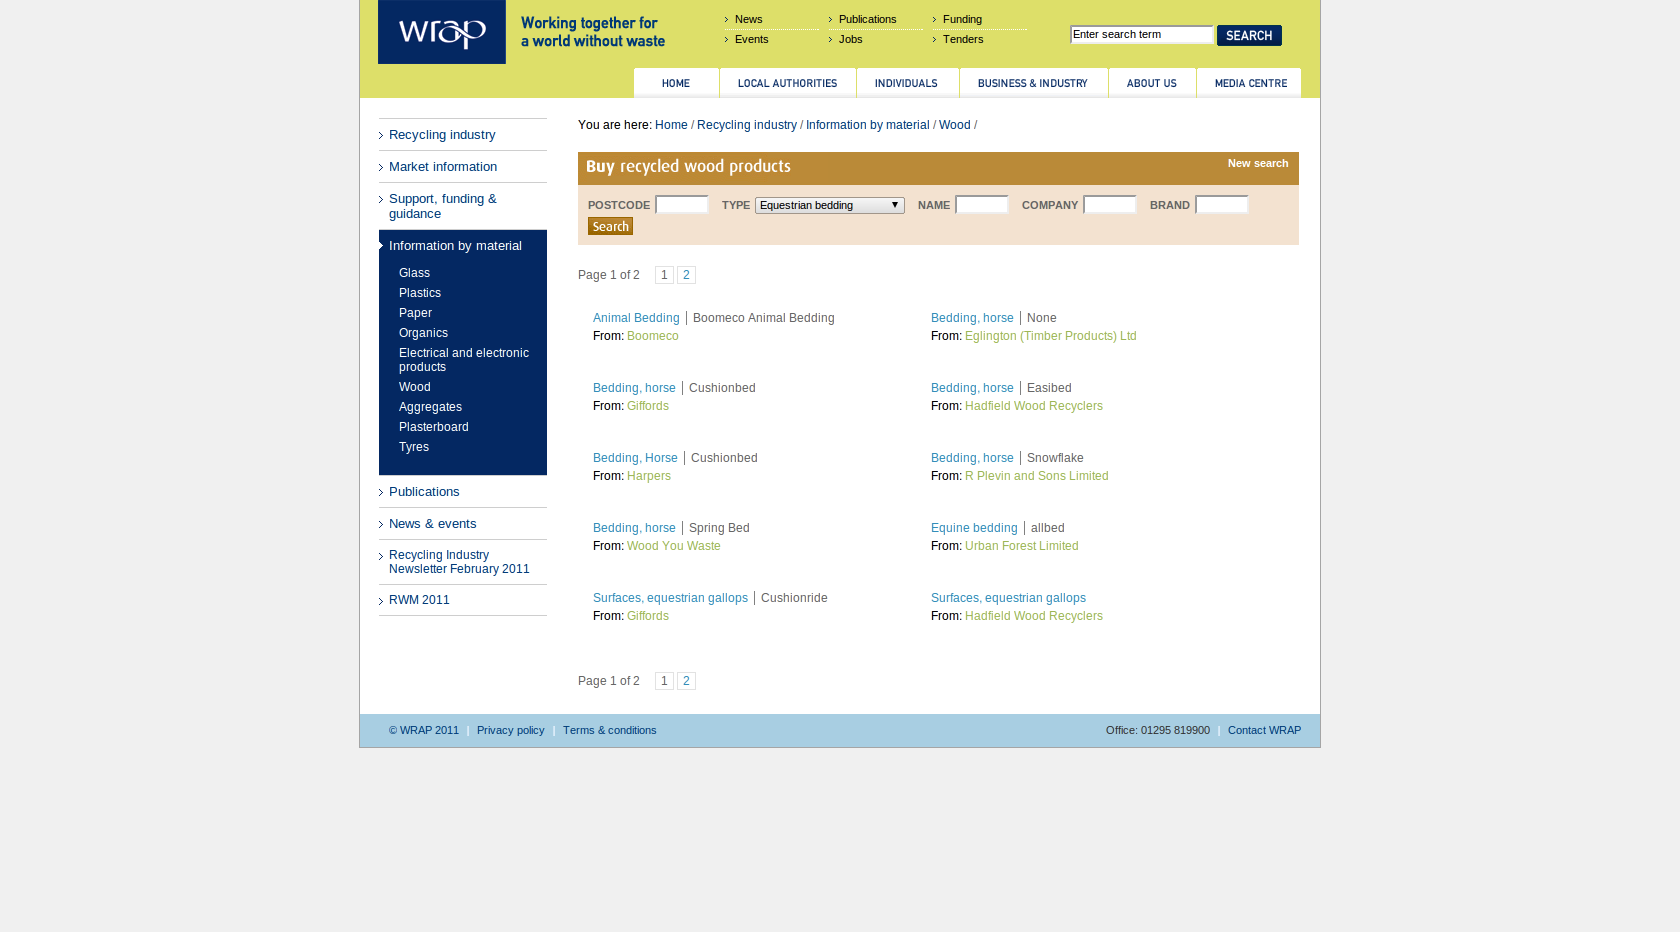 wrap
Working together for
a world without waste
News
Publications
Funding
Events
Jobs
Tenders
Enter search term
SEARCH
HOME
LOCAL AUTHORITIES
INDIVIDUALS
BUSINESS & INDUSTRY
ABOUT US
MEDIA CENTRE
Recycling industry
Market information
Support, funding &
guidance
Information by material
Glass
Plastics
Paper
Organics
Electrical and electronic
products
Wood
Aggregates
Plasterboard
Tyres
Publications
News & events
Recycling Industry
Newsletter February 2011
RWM 2011
You are here: Home / Recycling industry / Information by material / Wood /
Buy recycled wood products
New search
POSTCODE
TYPE Equestrian bedding
NAME
COMPANY
BRAND
Search
Page 1 of 2 1 2
Animal Bedding | Boomeco Animal Bedding
From: Boomeco
Bedding, horse | None
From: Eglington (Timber Products) Ltd
Bedding, horse | Cushionbed
From: Giffords
Bedding, horse | Easibed
From: Hadfield Wood Recyclers
Bedding, Horse | Cushionbed
From: Harpers
Bedding, horse | Snowflake
From: R Plevin and Sons Limited
Bedding, horse | Spring Bed
From: Wood You Waste
Equine bedding | allbed
From: Urban Forest Limited
Surfaces, equestrian gallops | Cushionride
From: Giffords
Surfaces, equestrian gallops
From: Hadfield Wood Recyclers
Page 1 of 2 1 2
© WRAP 2011 | Privacy policy | Terms & conditions
Office: 01295 819900 | Contact WRAP